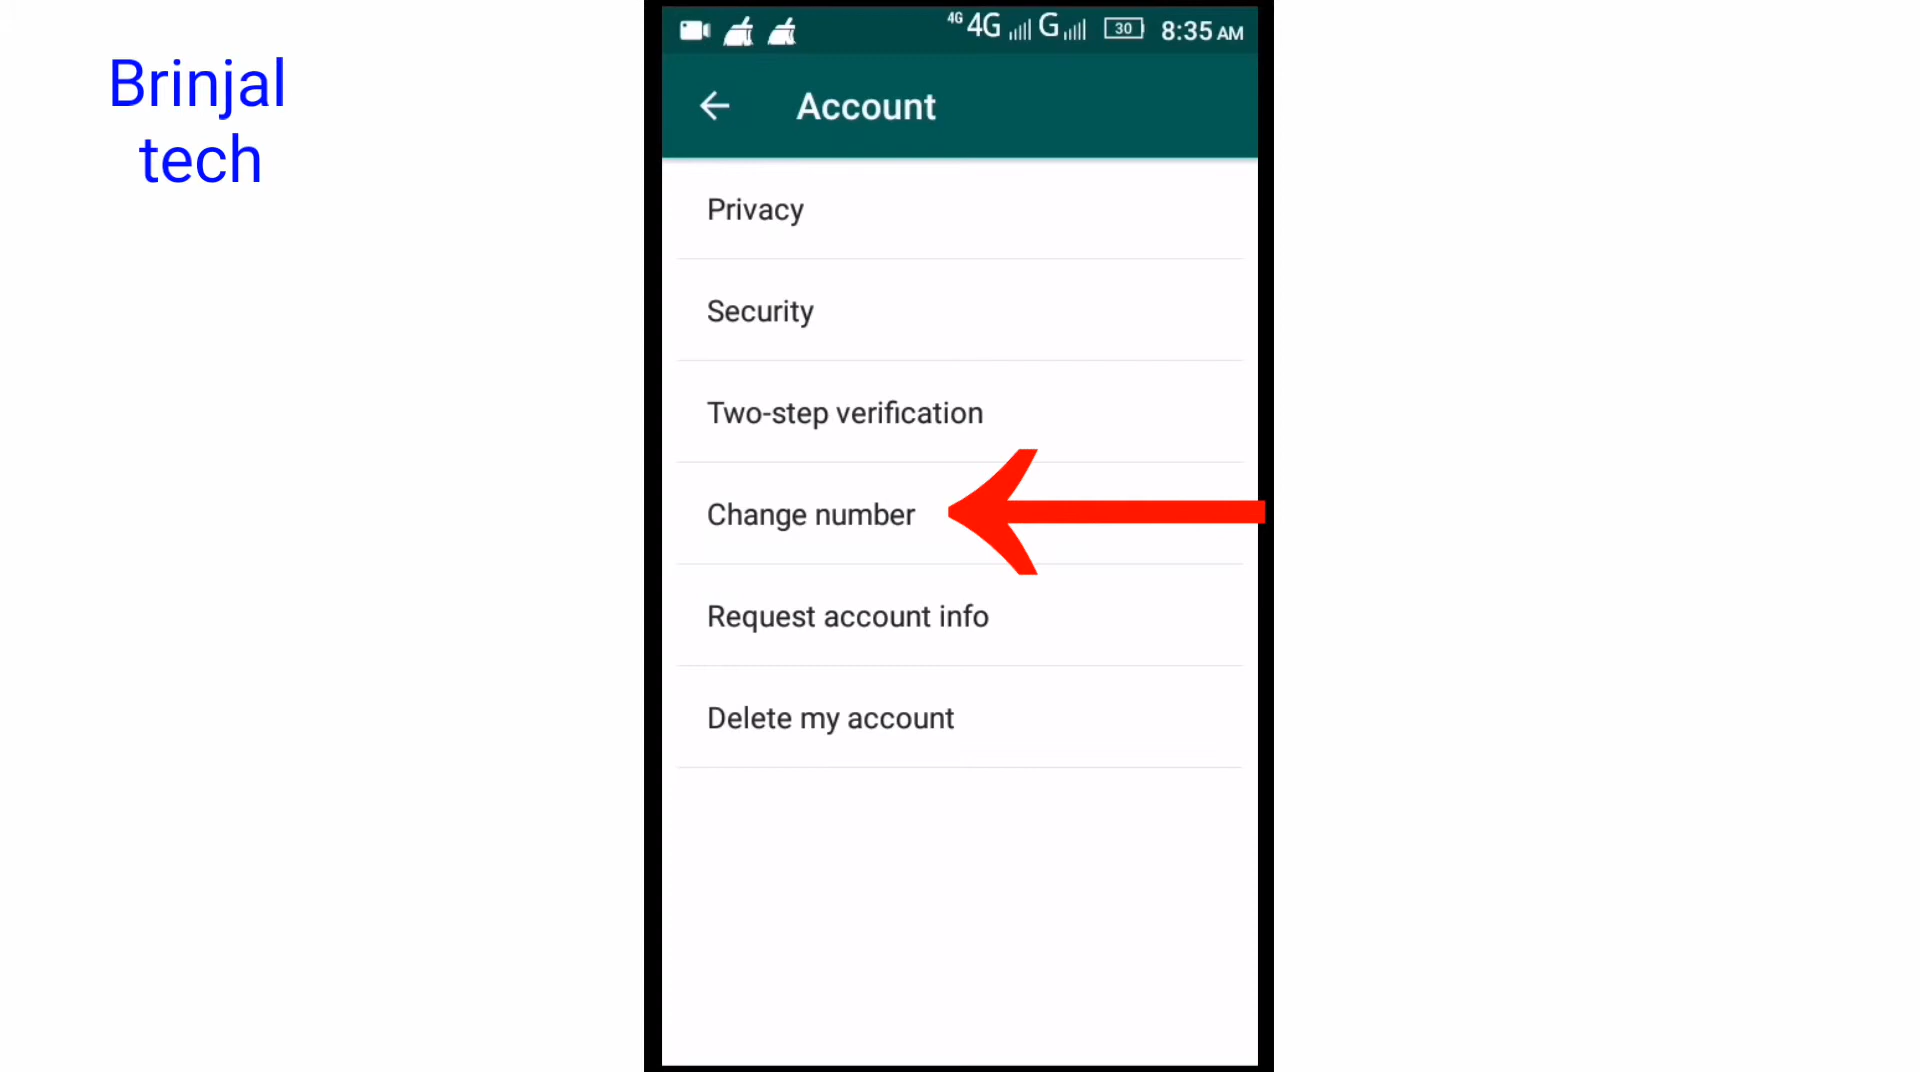 Brinjal
tech
4G 4G G 30 8:35 AM
Account
Privacy
Security
Two-step verification
Change number
Request account info
Delete my account